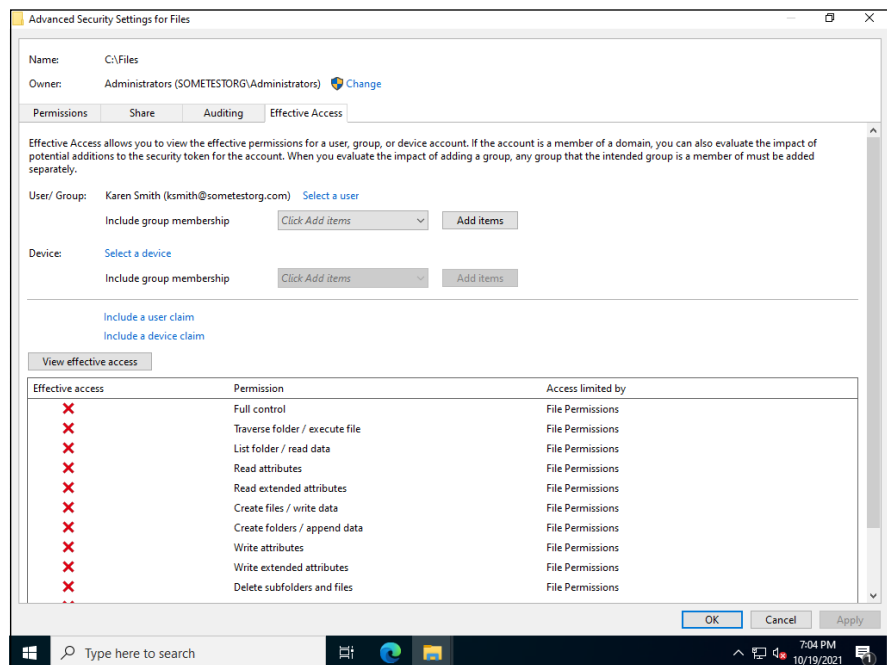 Advanced Security Settings for Files
Name: C:\Files
Owner: Administrators (SOMETESTORG\Administrators) Change
Permissions Share Auditing Effective Access
Effective Access allows you to view the effective permissions for a user, group, or device account. If the account is a member of a domain, you can also evaluate the impact of
potential additions to the security token for the account. When you evaluate the impact of adding a group, any group that the intended group is a member of must be added
separately.
User/ Group: Karen Smith (ksmith@sometestorg.com) Select a user
Include group membership Click Add items Add items
Device: Select a device
Include group membership Click Add items Add items
Include a user claim
Include a device claim
View effective access
Effective access Permission Access limited by
Full control File Permissions
Traverse folder / execute file File Permissions
List folder / read data File Permissions
Read attributes File Permissions
Read extended attributes File Permissions
Create files / write data File Permissions
Create folders / append data File Permissions
Write attributes File Permissions
Write extended attributes File Permissions
Delete subfolders and files File Permissions
OK Cancel Apply
Type here to search 7:04 PM
10/19/2021 1